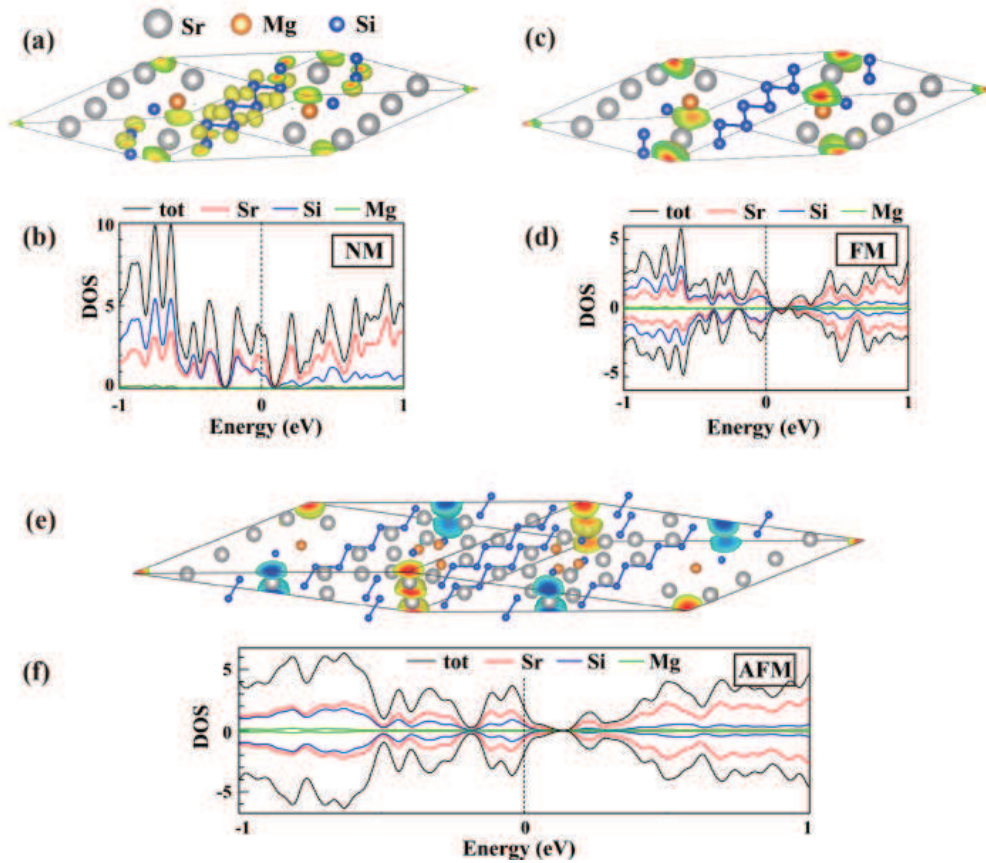 (a)
Sr Mg Si
(c)
(b)
tot Sr Si Mg
NM
10
5
0
DOS
-1 0 1
Energy (eV)
(d)
tot Sr Si Mg
FM
5
0
-5
DOS
-1 0 1
Energy (eV)
(e)
(f)
tot Sr Si Mg
AFM
5
0
-5
DOS
-1 0 1
Energy (eV)